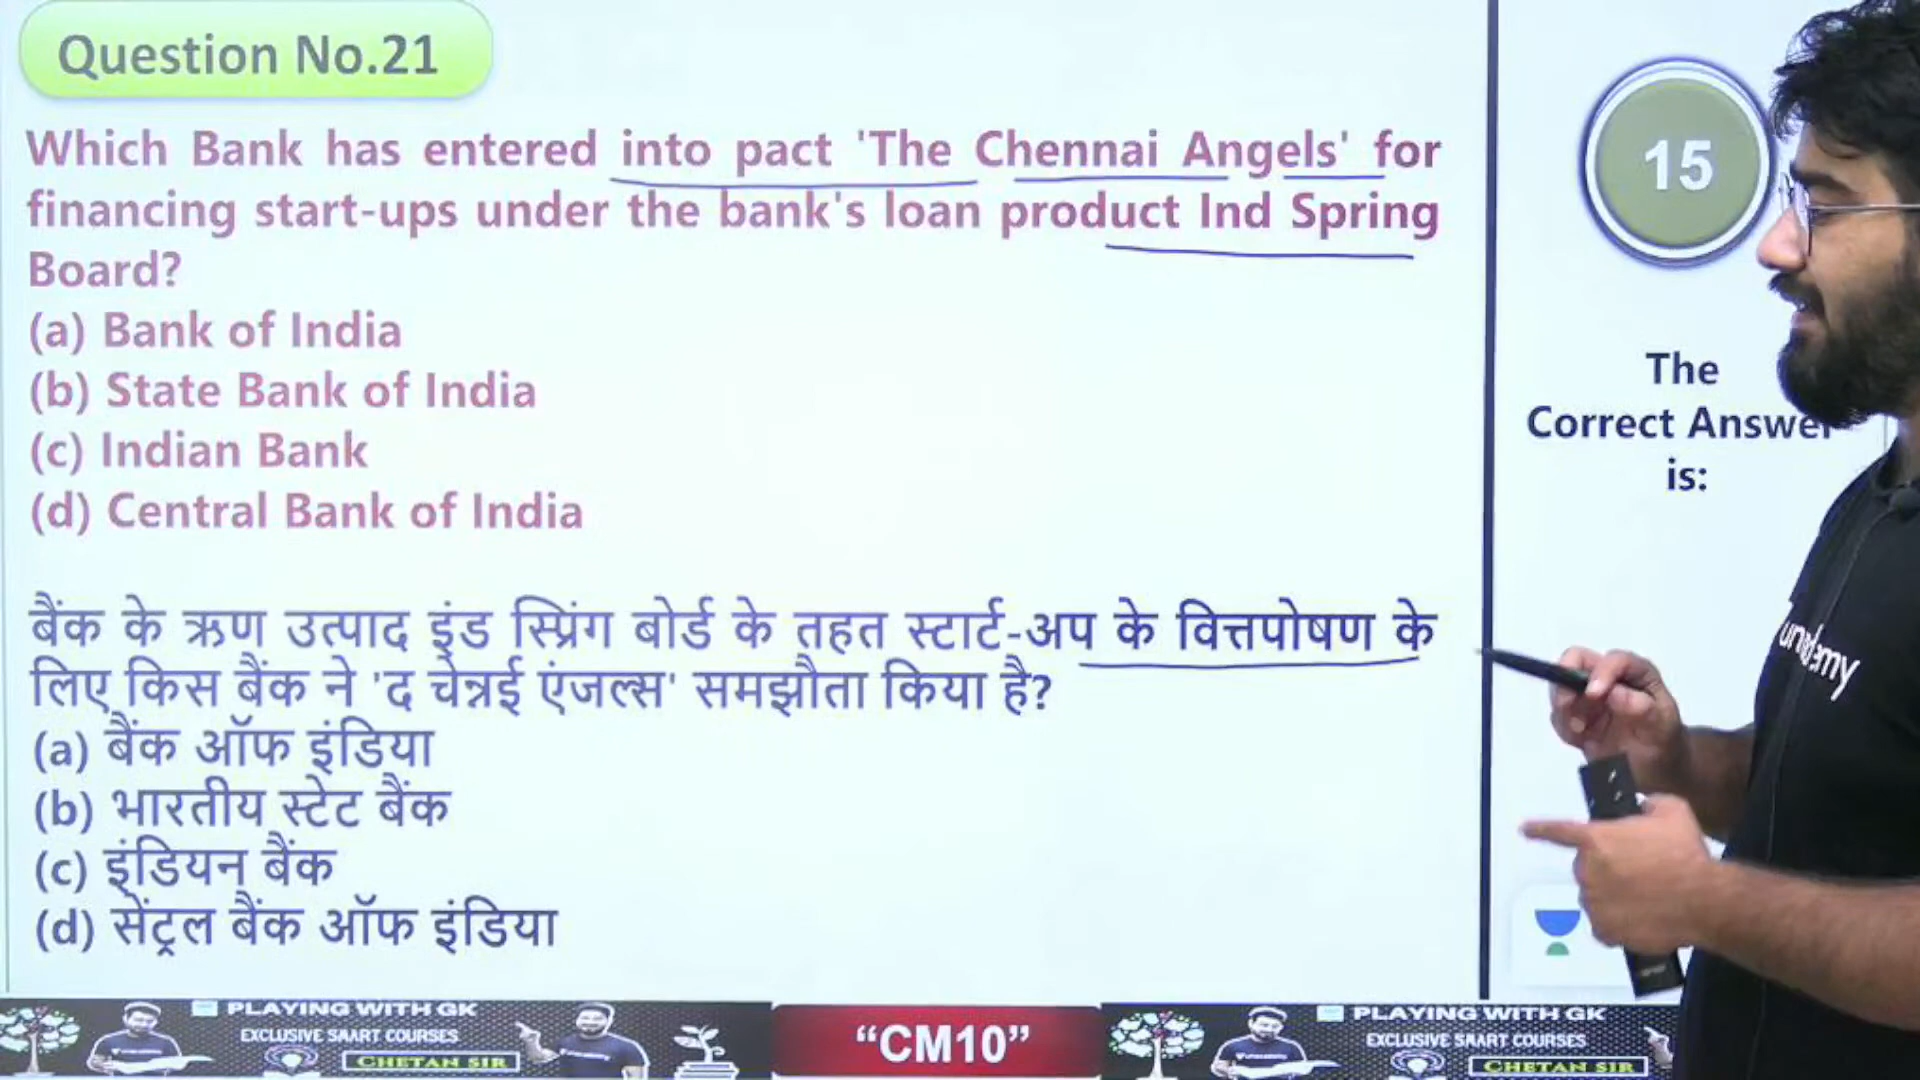 Question No.21
Which Bank has entered into pact 'The Chennai Angels' for
financing start-ups under the bank's loan product Ind Spring
Board?
(a) Bank of India
(b) State Bank of India
(c) Indian Bank
(d) Central Bank of India
बैंक के ऋण उत्पाद इंड स्प्रिंग बोर्ड के तहत स्टार्ट-अप के वित्तपोषण के
लिए किस बैंक ने 'द चेन्नई एंजल्स' समझौता किया है?
(a) बैंक ऑफ इंडिया
(b) भारतीय स्टेट बैंक
(c) इंडियन बैंक
(d) सेंट्रल बैंक ऑफ इंडिया
15
The
Correct Answer
is:
unacademy
PLAYING WITH GK
EXCLUSIVE SAART COURSES
CHETAN SIR
“CM10”
PLAYING WITH GK
EXCLUSIVE SMART COURSES
CHETAN SIR